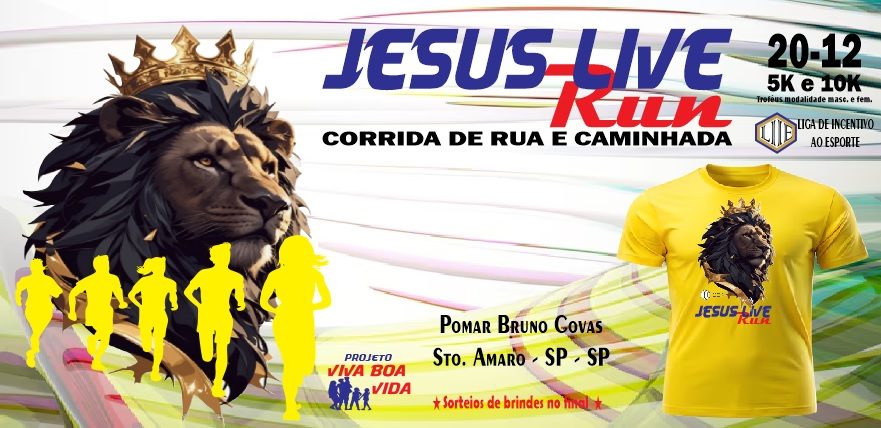 JESUS LIVE
Run
CORRIDA DE RUA E CAMINHADA
20-12
5K e 10K
Troféus modalidade masc. e fem.
LIGA DE INCENTIVO
AO ESPORTE
JESUS-LIVE
Run
Pomar Bruno Covas
Sto. Amaro - SP - SP
PROJETO
VIVA BOA
VIDA
Sorteios de brindes no final